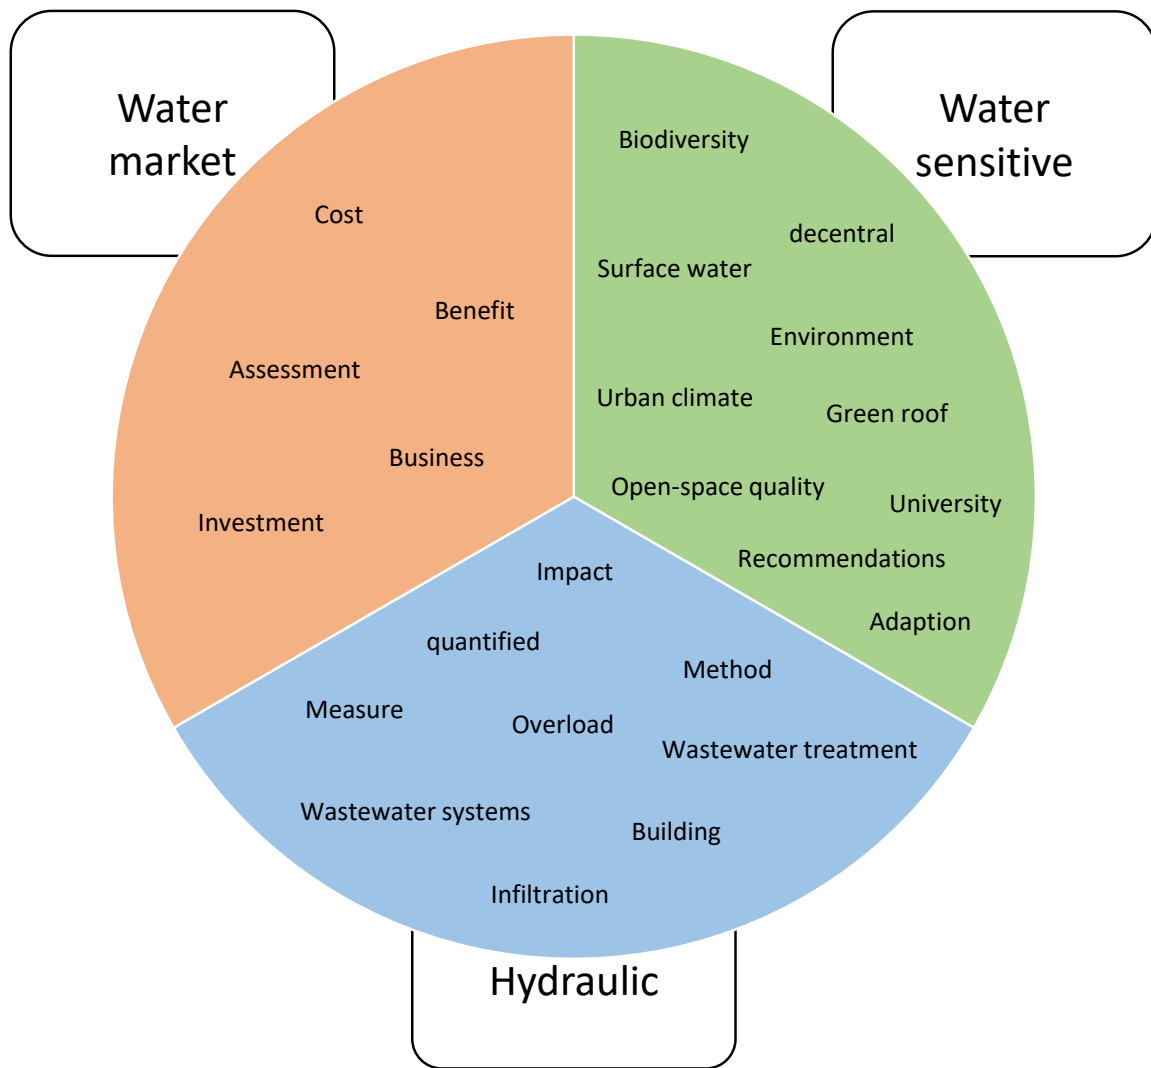 Water
market
Water
sensitive
Cost
Benefit
Assessment
Business
Investment
Biodiversity
decentral
Surface water
Environment
Urban climate
Green roof
Open-space quality
University
Recommendations
Adaption
Impact
quantified
Method
Measure
Overload
Wastewater treatment
Wastewater systems
Building
Infiltration
Hydraulic